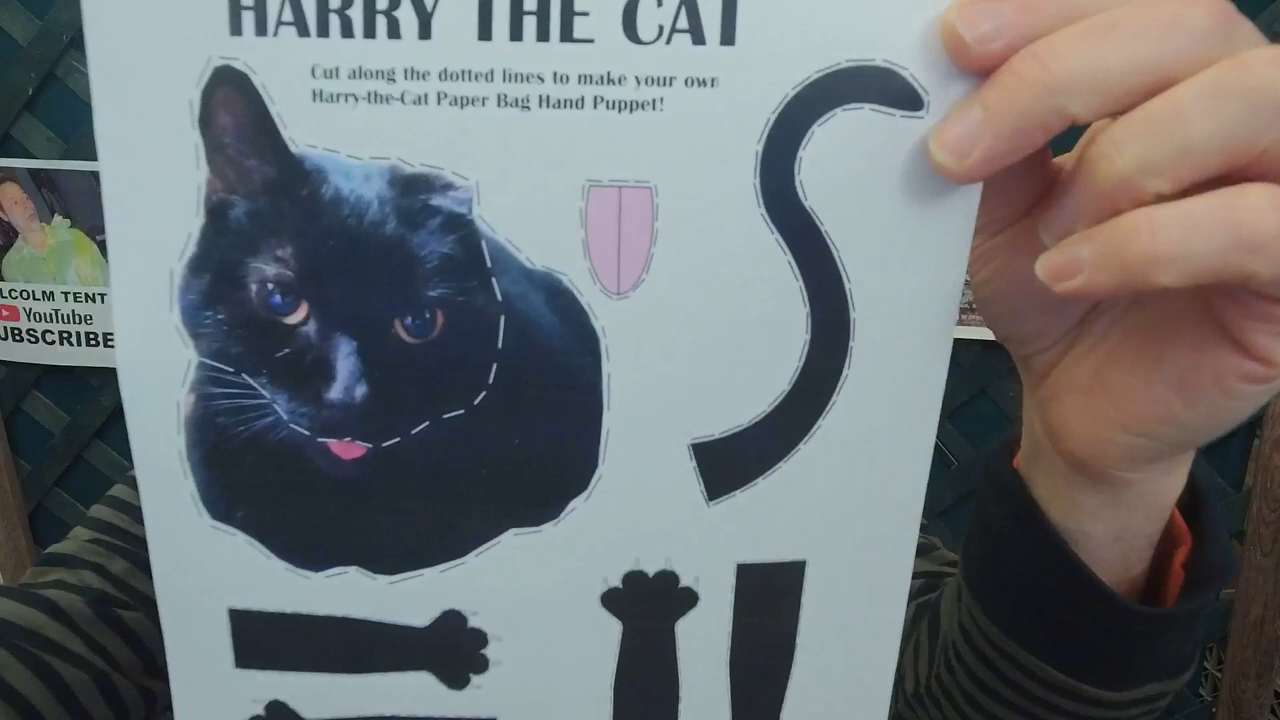 HARRY THE CAT
Cut along the dotted lines to make your own
Harry-the-Cat Paper Bag Hand Puppet!
LCOLM TENT
YouTube
UBSCRIBE